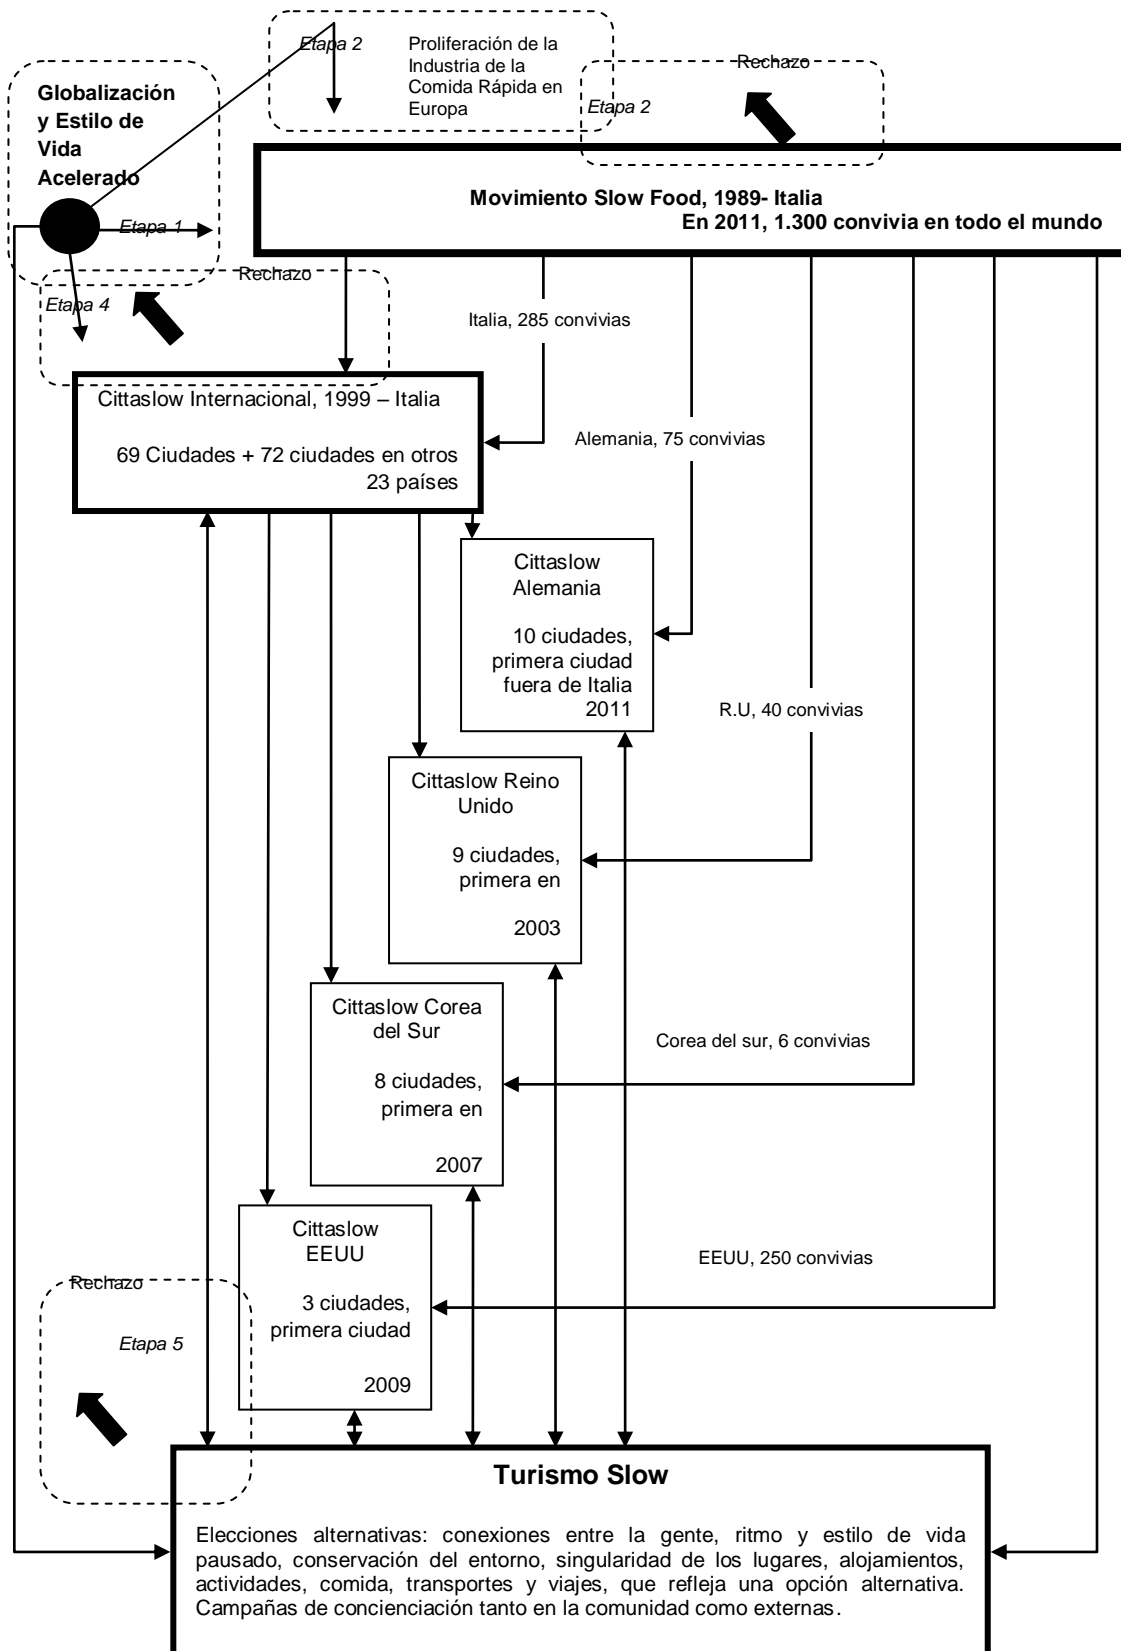 Etapa 2
Proliferación de la
Industria de la
Comida Rápida en
Europa
Rechazo
Etapa 2
Globalización
y Estilo de
Vida
Acelerado
Etapa 1
Movimiento Slow Food, 1989- Italia
En 2011, 1.300 convivia en todo el mundo
Rechazo
Etapa 4
Italia, 285 convivias
Cittaslow Internacional, 1999 – Italia
69 Ciudades + 72 ciudades en otros
23 países
Alemania, 75 convivias
Cittaslow
Alemania
10 ciudades,
primera ciudad
fuera de Italia
2011
R.U, 40 convivias
Cittaslow Reino
Unido
9 ciudades,
primera en
2003
Cittaslow Corea
del Sur
8 ciudades,
primera en
2007
Corea del sur, 6 convivias
Cittaslow
EEUU
3 ciudades,
primera ciudad
2009
EEUU, 250 convivias
Rechazo
Etapa 5
Turismo Slow
Elecciones alternativas: conexiones entre la gente, ritmo y estilo de vida
pausado, conservación del entorno, singularidad de los lugares, alojamientos,
actividades, comida, transportes y viajes, que refleja una opción alternativa.
Campañas de concienciación tanto en la comunidad como externas.